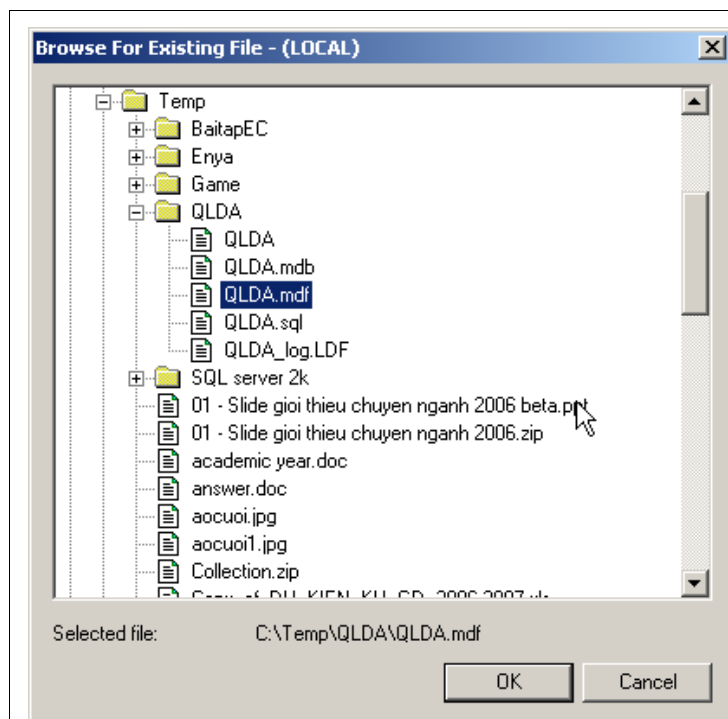 Browse For Existing File - (LOCAL)
Temp
BaitapEC
Enya
Game
QLDA
QLDA
QLDA.mdb
QLDA.mdf
QLDA.sql
QLDA_log.LDF
SQL server 2k
01 - Slide gioi thieu chuyen nganh 2006 beta.ppt
01 - Slide gioi thieu chuyen nganh 2006.zip
academic year.doc
answer.doc
aocuoi.jpg
aocuoi1.jpg
Collection.zip
Selected file: C:\Temp\QLDA\QLDA.mdf
OK Cancel